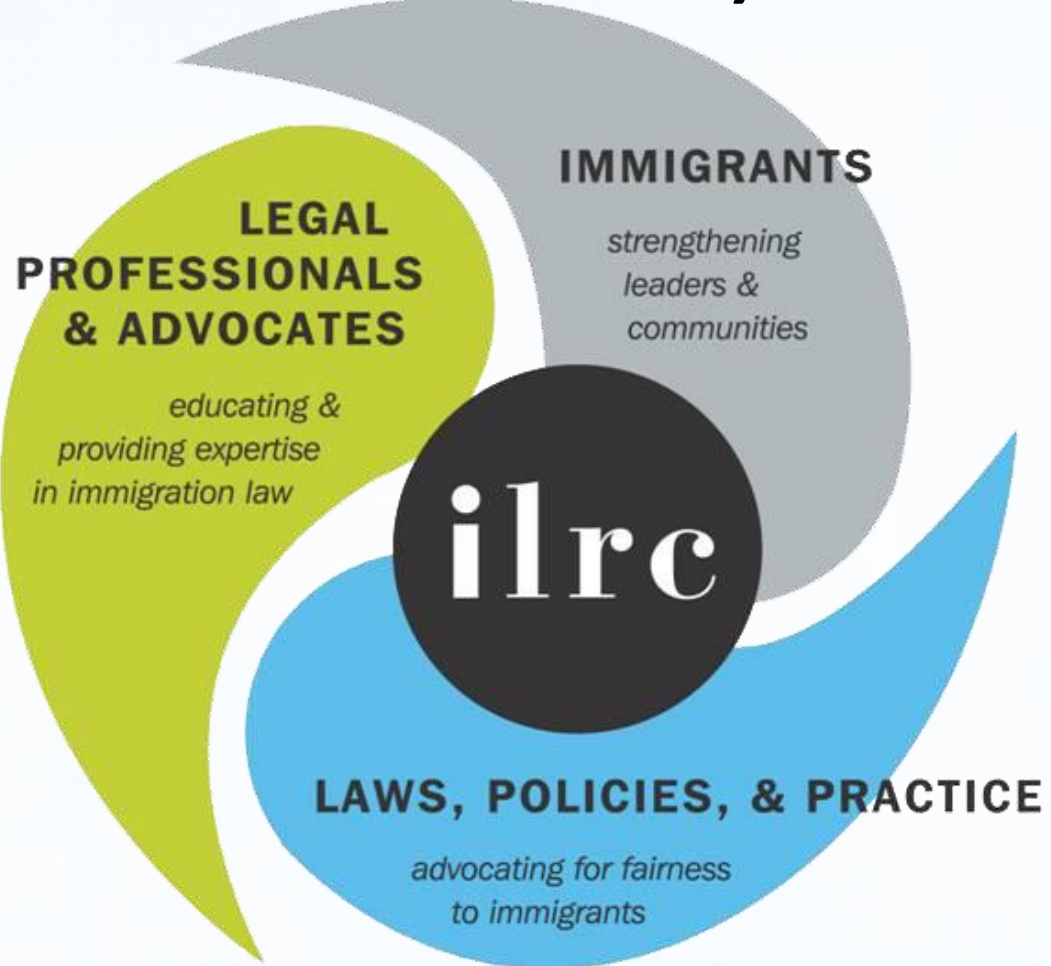 LEGAL
PROFESSIONALS
& ADVOCATES
educating &
providing expertise
in immigration law
IMMIGRANTS
strengthening
leaders &
communities
ilrc
LAWS, POLICIES, & PRACTICE
advocating for fairness
to immigrants